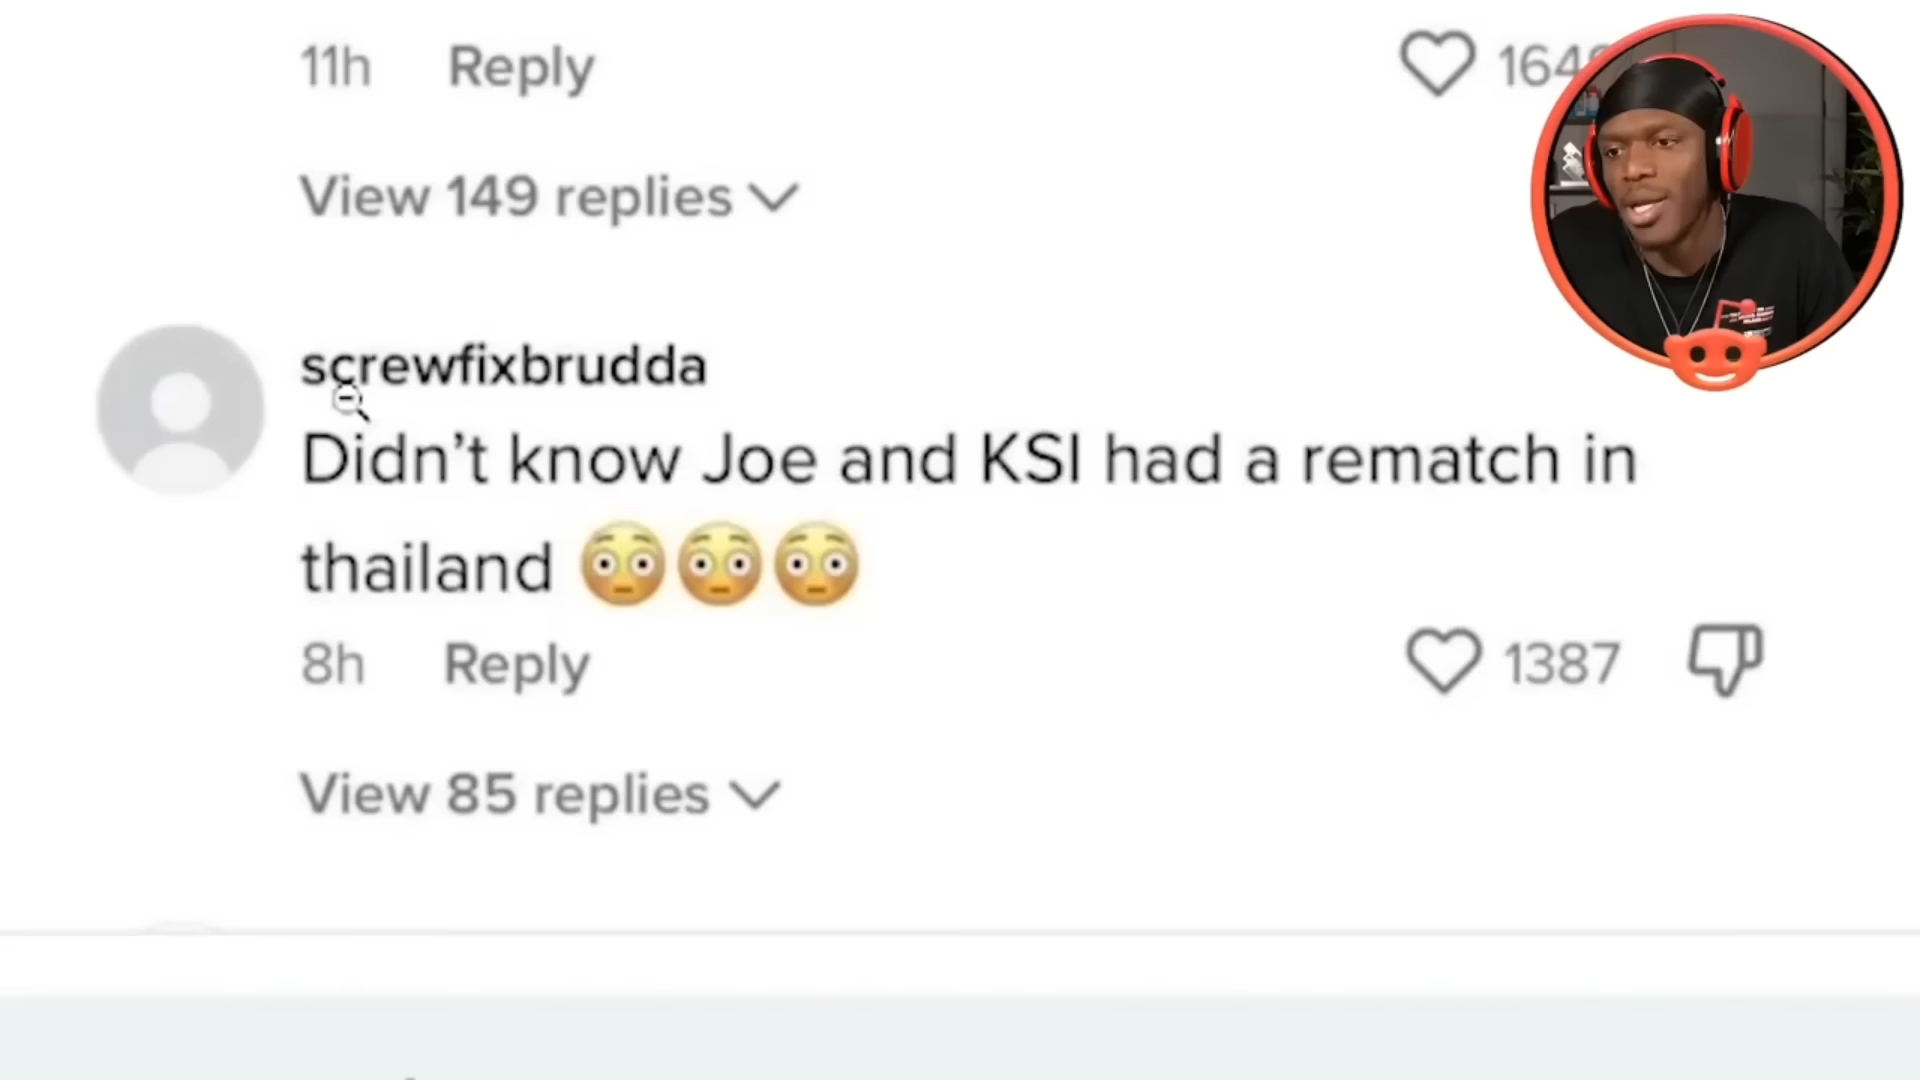 11h Reply
View 149 replies
screwfixbrudda
Didn’t know Joe and KSI had a rematch in
thailand 😳😳😳
8h Reply 1387
View 85 replies